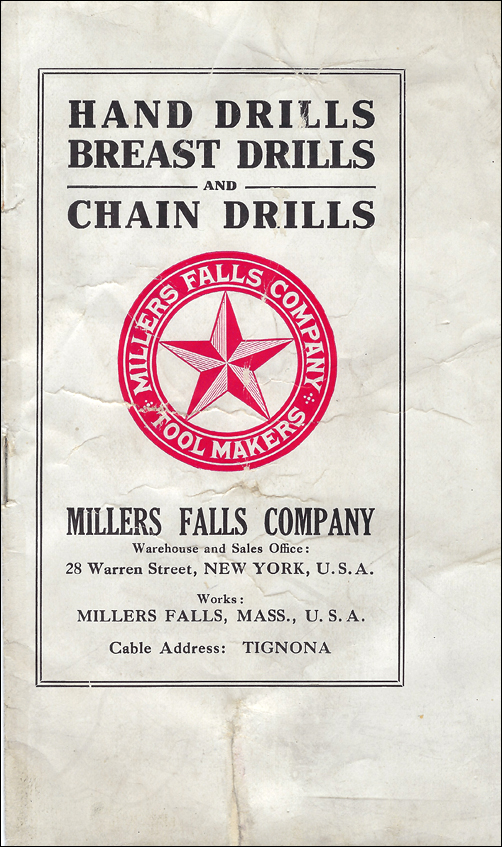 HAND DRILLS
BREAST DRILLS
AND
CHAIN DRILLS
MILLERS FALLS COMPANY
TOOL MAKERS
MILLERS FALLS COMPANY
Warehouse and Sales Office:
28 Warren Street, NEW YORK, U.S.A.
Works:
MILLERS FALLS, MASS., U.S.A.
Cable Address: TIGNONA